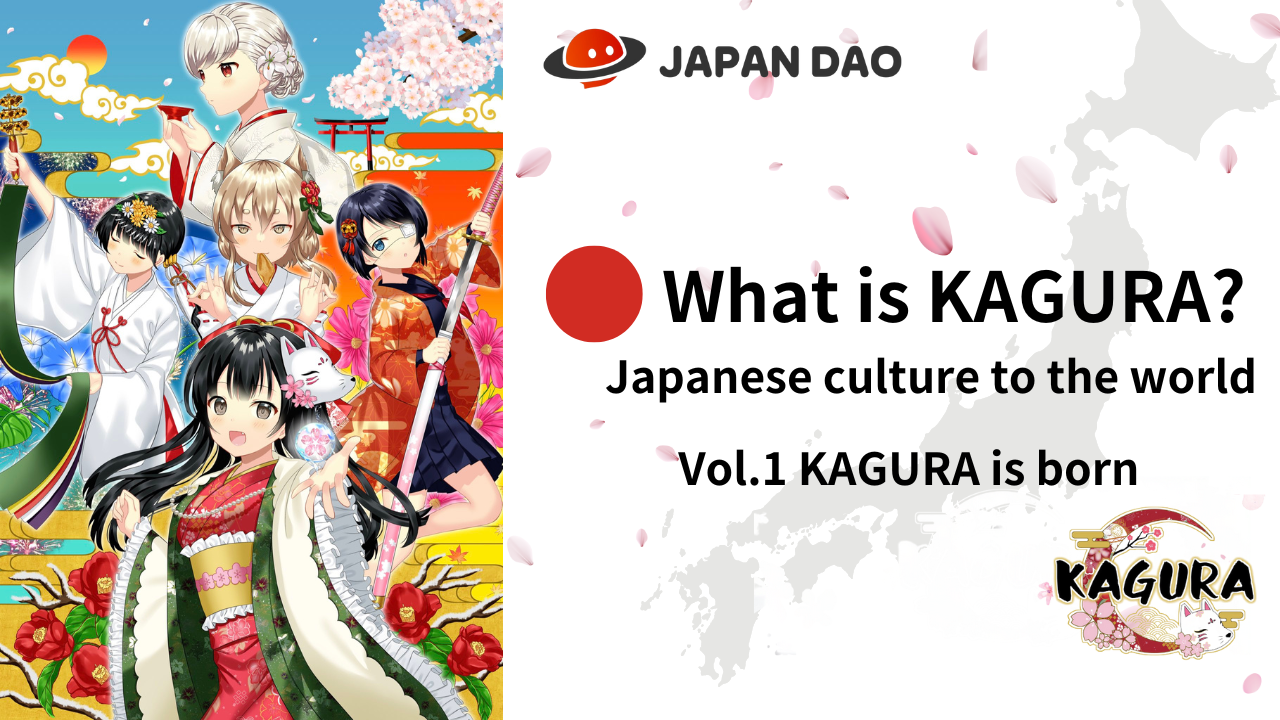 JAPAN DAO
What is KAGURA?
Japanese culture to the world
Vol.1 KAGURA is born
KAGURA